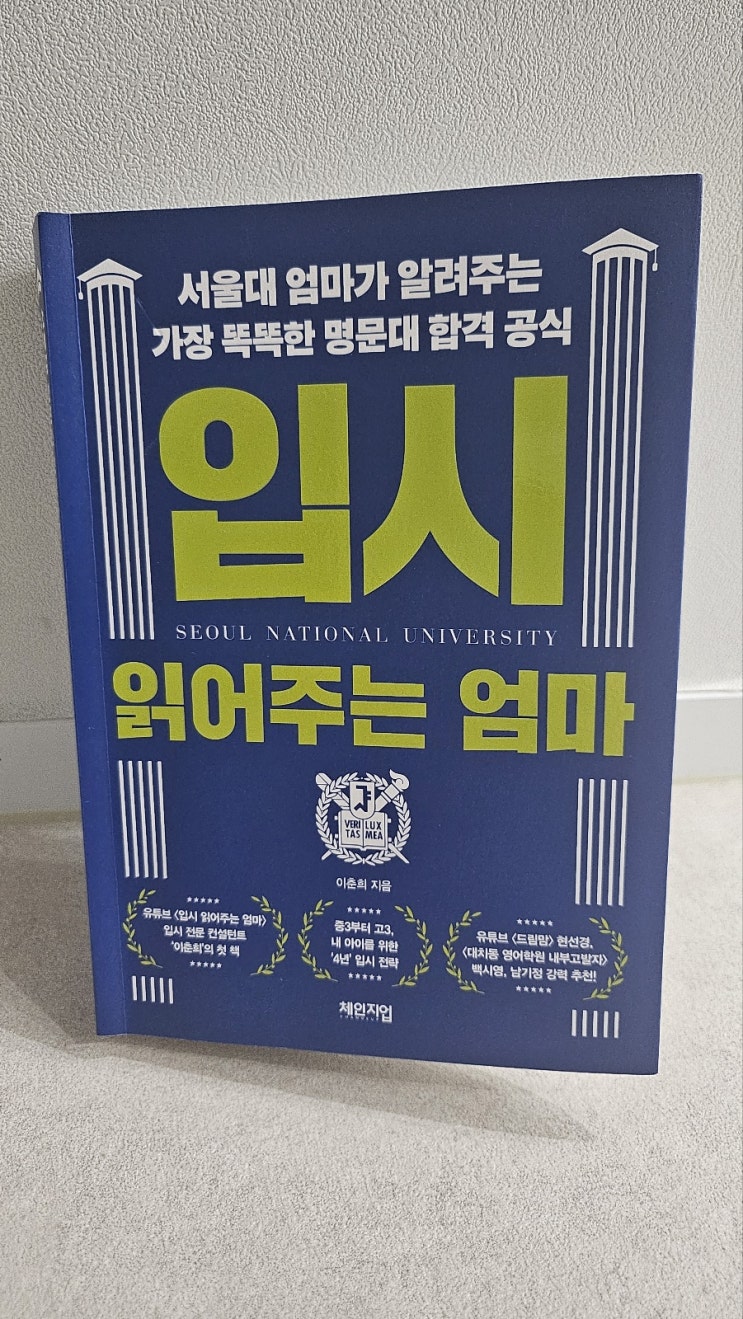 서울대 엄마가 알려주는
가장 똑똑한 명문대 합격 공식
입시
SEOUL NATIONAL UNIVERSITY
읽어주는 엄마
VERI LUX
TAS MEA
이춘희 지음
유튜브 〈입시 읽어주는 엄마〉
입시 전문 컨설턴트
'이춘희'의 첫 책
중3부터 고3,
내 아이를 위한
'4년' 입시 전략
유튜브 〈드림맘〉 현선경,
〈대치동 영어학원 내부고발자〉
백시영, 남기정 강력 추천!
체인지업